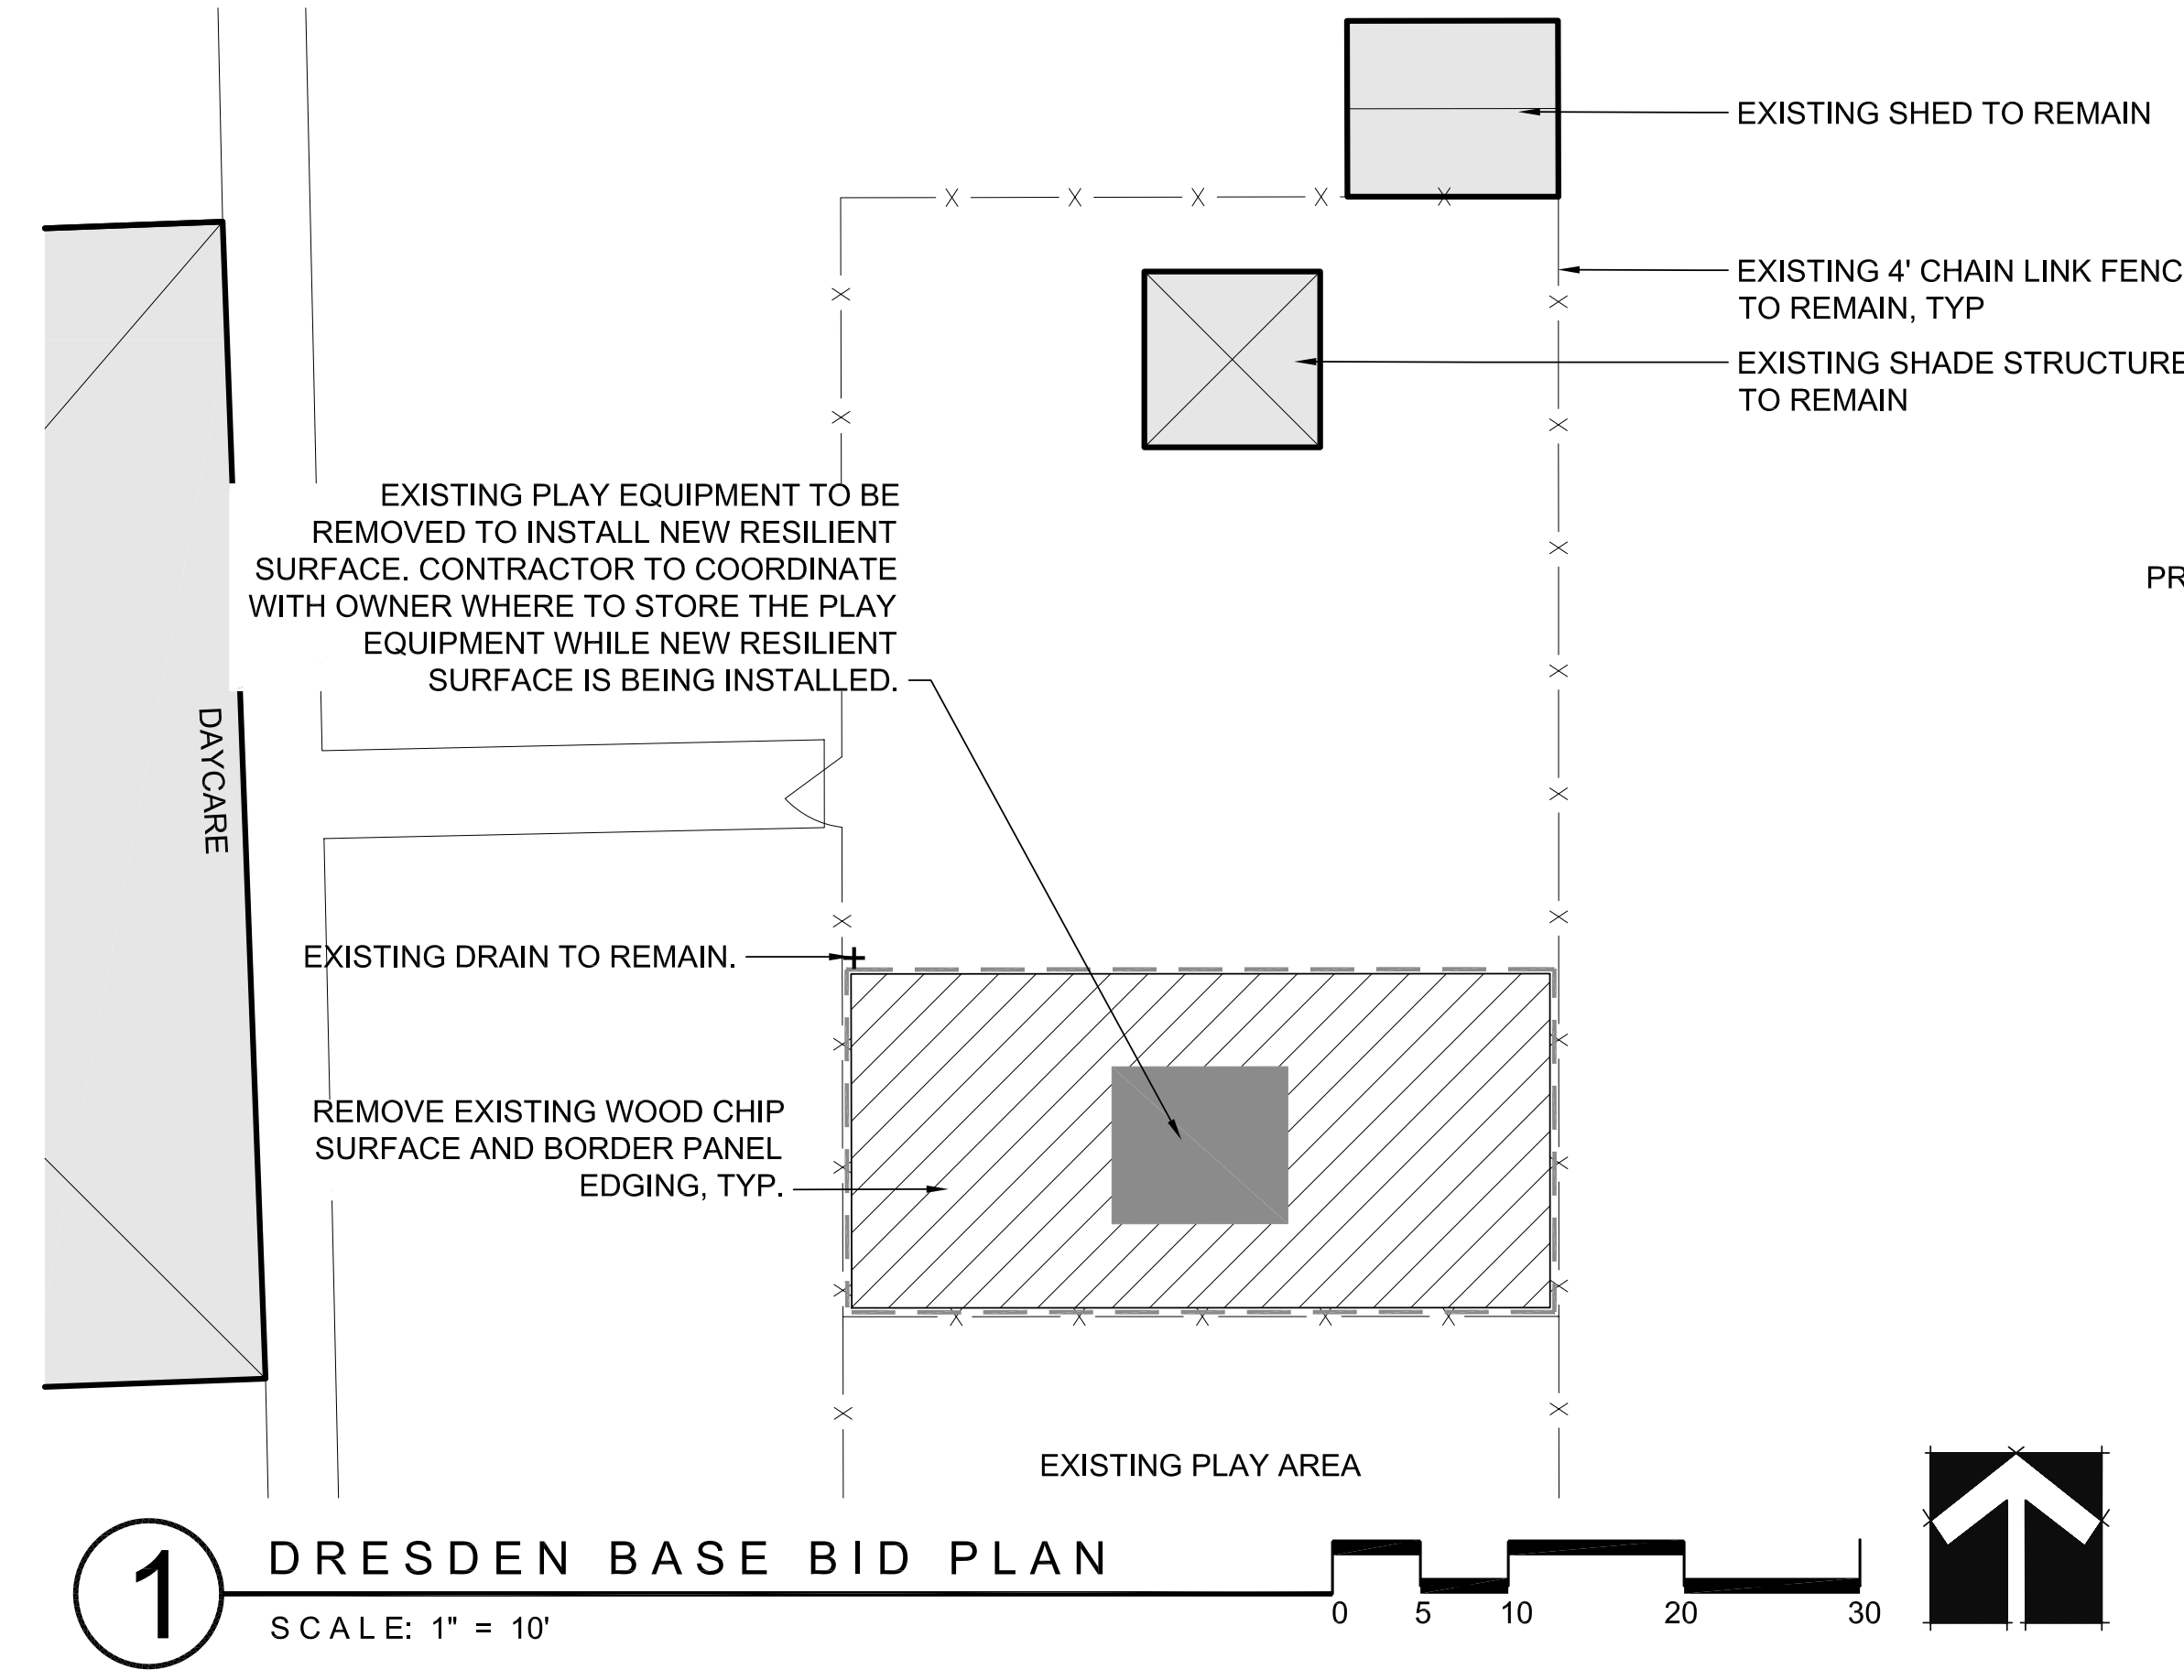 EXISTING SHED TO REMAIN
EXISTING 4' CHAIN LINK FENC
TO REMAIN, TYP
EXISTING SHADE STRUCTURE
TO REMAIN
EXISTING PLAY EQUIPMENT TO BE
REMOVED TO INSTALL NEW RESILIENT
SURFACE. CONTRACTOR TO COORDINATE
WITH OWNER WHERE TO STORE THE PLAY
EQUIPMENT WHILE NEW RESILIENT
SURFACE IS BEING INSTALLED.
PR
DAYCARE
EXISTING DRAIN TO REMAIN.
REMOVE EXISTING WOOD CHIP
SURFACE AND BORDER PANEL
EDGING, TYP.
EXISTING PLAY AREA
1
DRESDEN BASE BID PLAN
SCALE: 1" = 10'
0 5 10 20 30